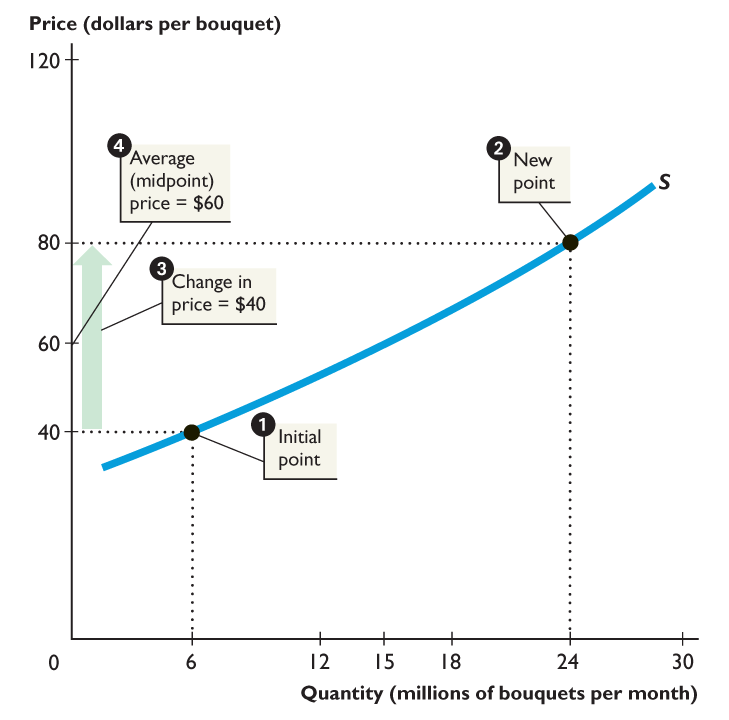 Price (dollars per bouquet)
120
4
Average
(midpoint)
price = $60
2
New
point
S
80
3
Change in
price = $40
60
40
1
Initial
point
0
6
12
15
18
24
30
Quantity (millions of bouquets per month)